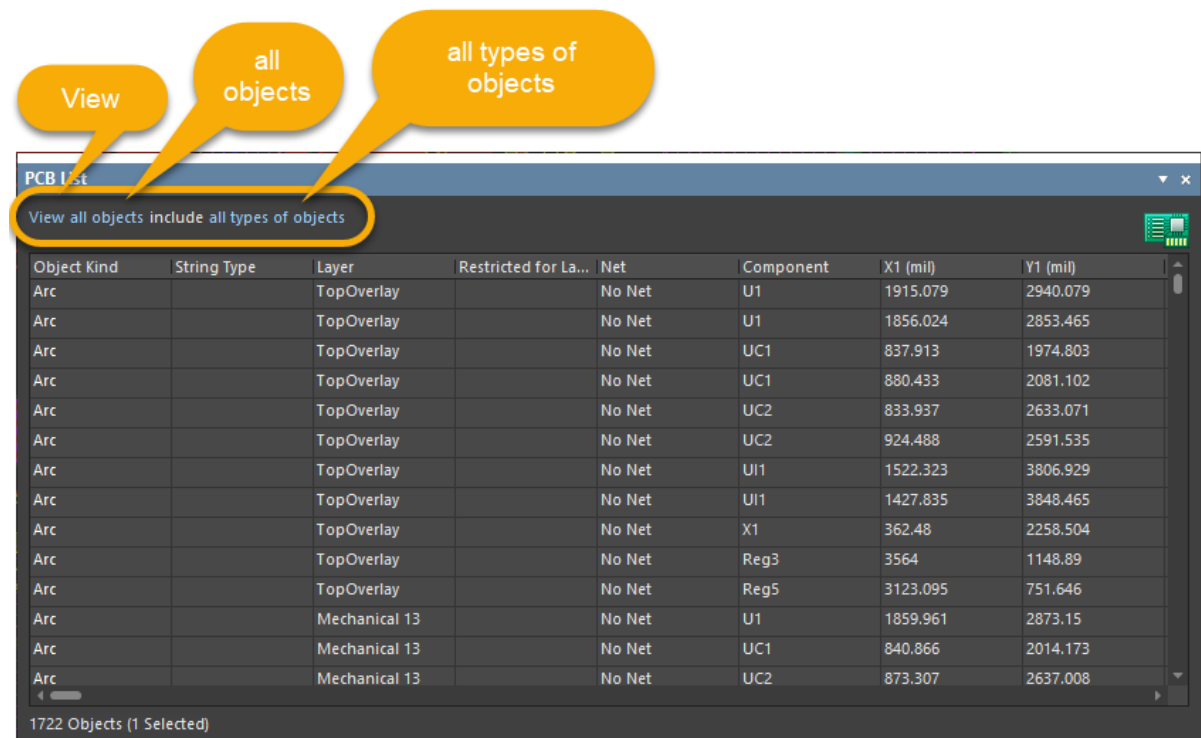 View
all
objects
all types of
objects
PCB List
View all objects include all types of objects
Object Kind String Type Layer Restricted for La... Net Component X1 (mil) Y1 (mil)
Arc TopOverlay No Net U1 1915.079 2940.079
Arc TopOverlay No Net U1 1856.024 2853.465
Arc TopOverlay No Net UC1 837.913 1974.803
Arc TopOverlay No Net UC1 880.433 2081.102
Arc TopOverlay No Net UC2 833.937 2633.071
Arc TopOverlay No Net UC2 924.488 2591.535
Arc TopOverlay No Net UI1 1522.323 3806.929
Arc TopOverlay No Net UI1 1427.835 3848.465
Arc TopOverlay No Net X1 362.48 2258.504
Arc TopOverlay No Net Reg3 3564 1148.89
Arc TopOverlay No Net Reg5 3123.095 751.646
Arc Mechanical 13 No Net U1 1859.961 2873.15
Arc Mechanical 13 No Net UC1 840.866 2014.173
Arc Mechanical 13 No Net UC2 873.307 2637.008
1722 Objects (1 Selected)